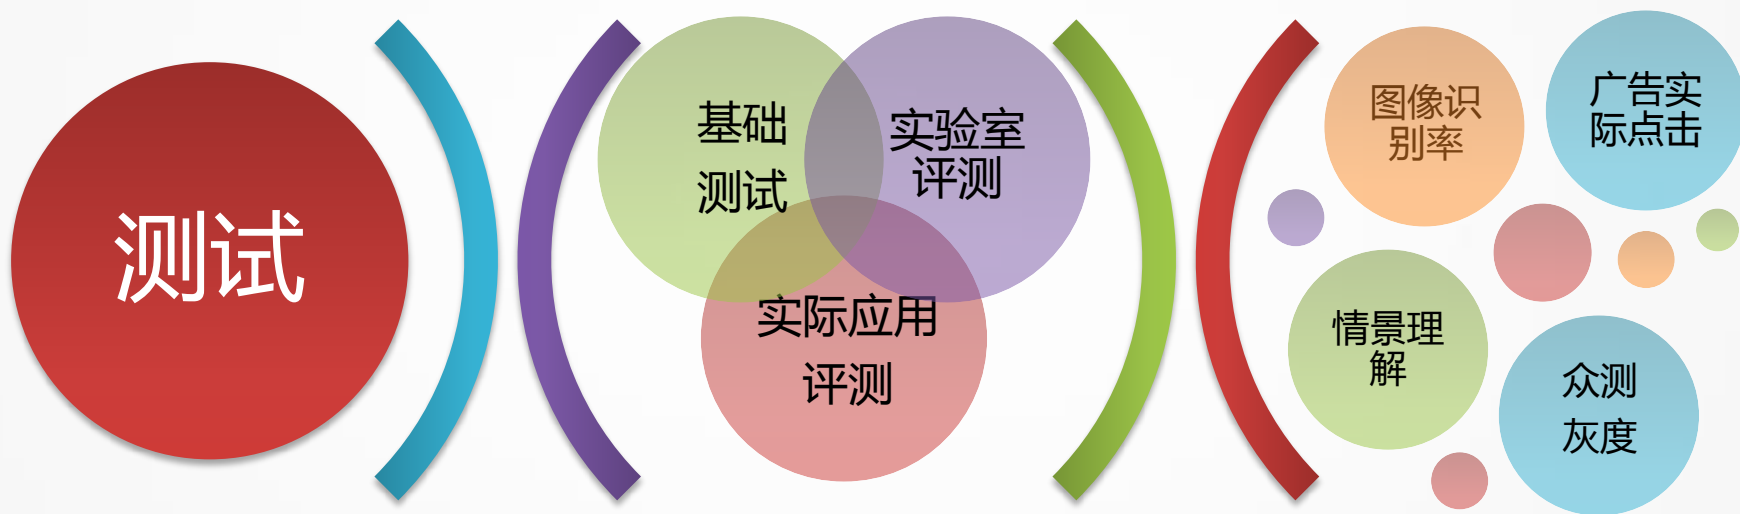 测试
基础
测试
实验室
评测
实际应用
评测
图像识
别率
广告实
际点击
情景理
解
众测
灰度